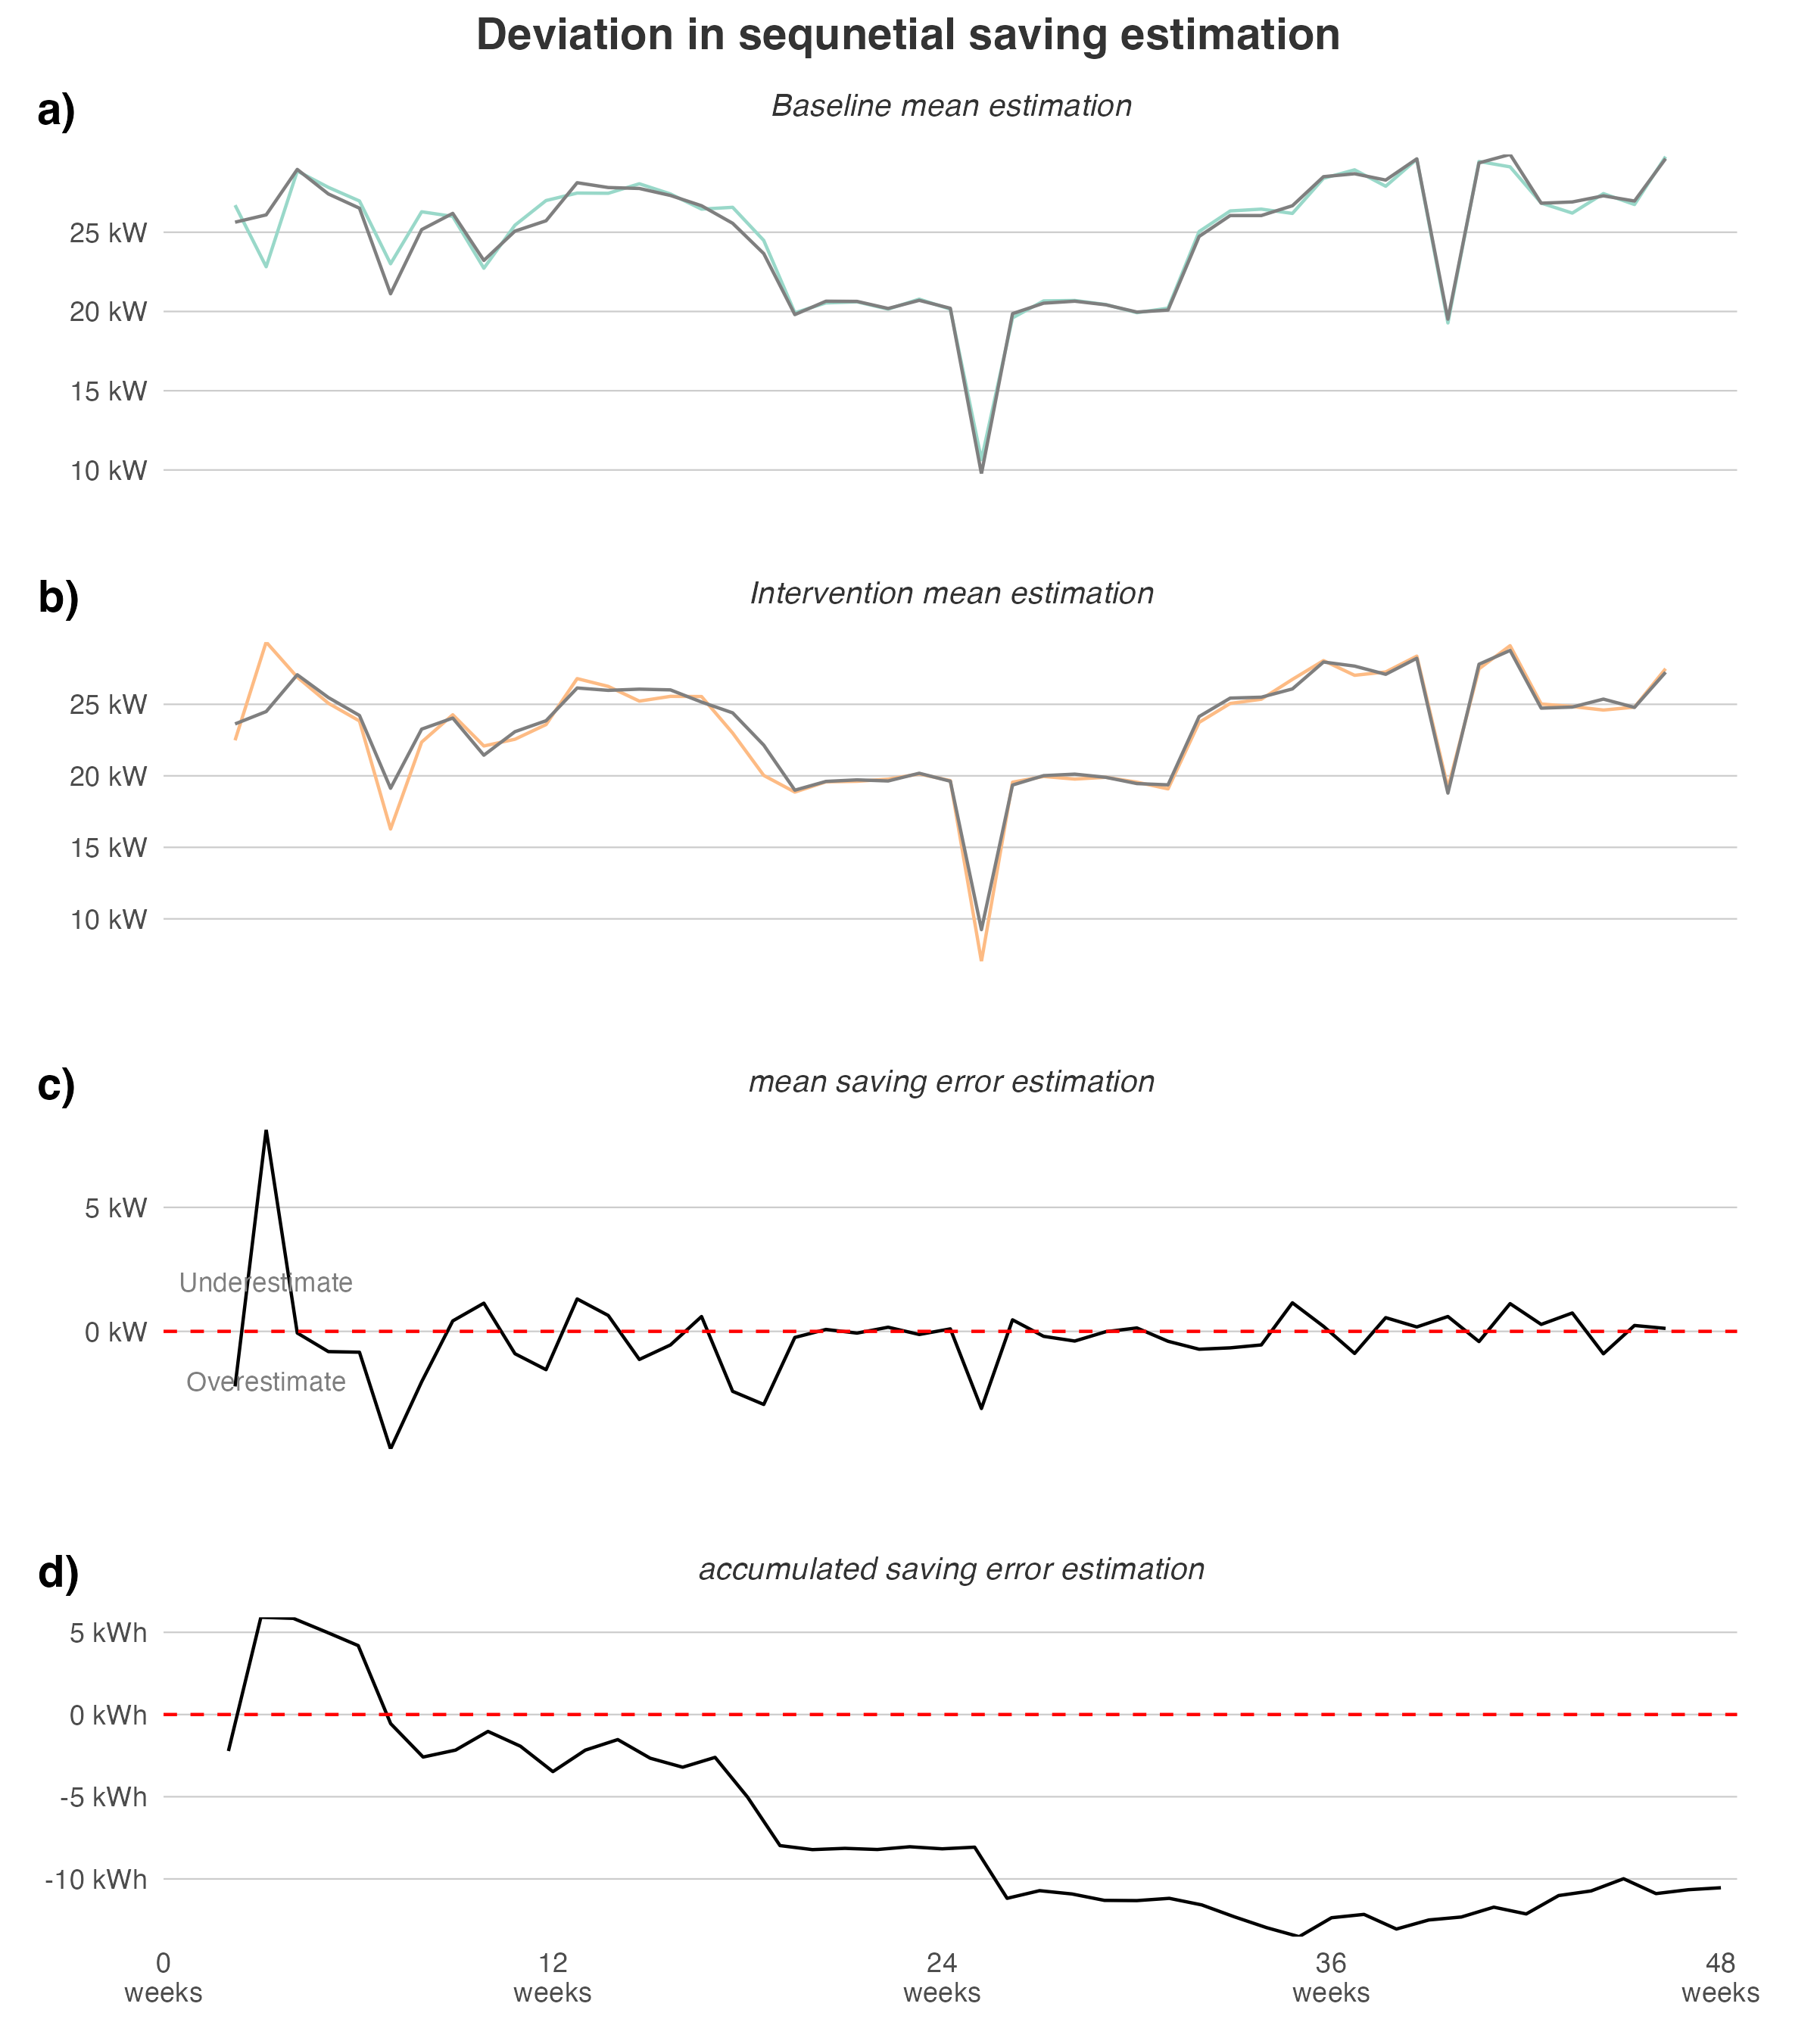 Deviation in sequnetial saving estimation
a)
Baseline mean estimation
25 kW
20 kW
15 kW
10 kW
b)
Intervention mean estimation
25 kW
20 kW
15 kW
10 kW
c)
mean saving error estimation
5 kW
Underestimate
0 kW
Overestimate
d)
accumulated saving error estimation
5 kWh
0 kWh
-5 kWh
-10 kWh
0 12 24 36 48
weeks weeks weeks weeks weeks